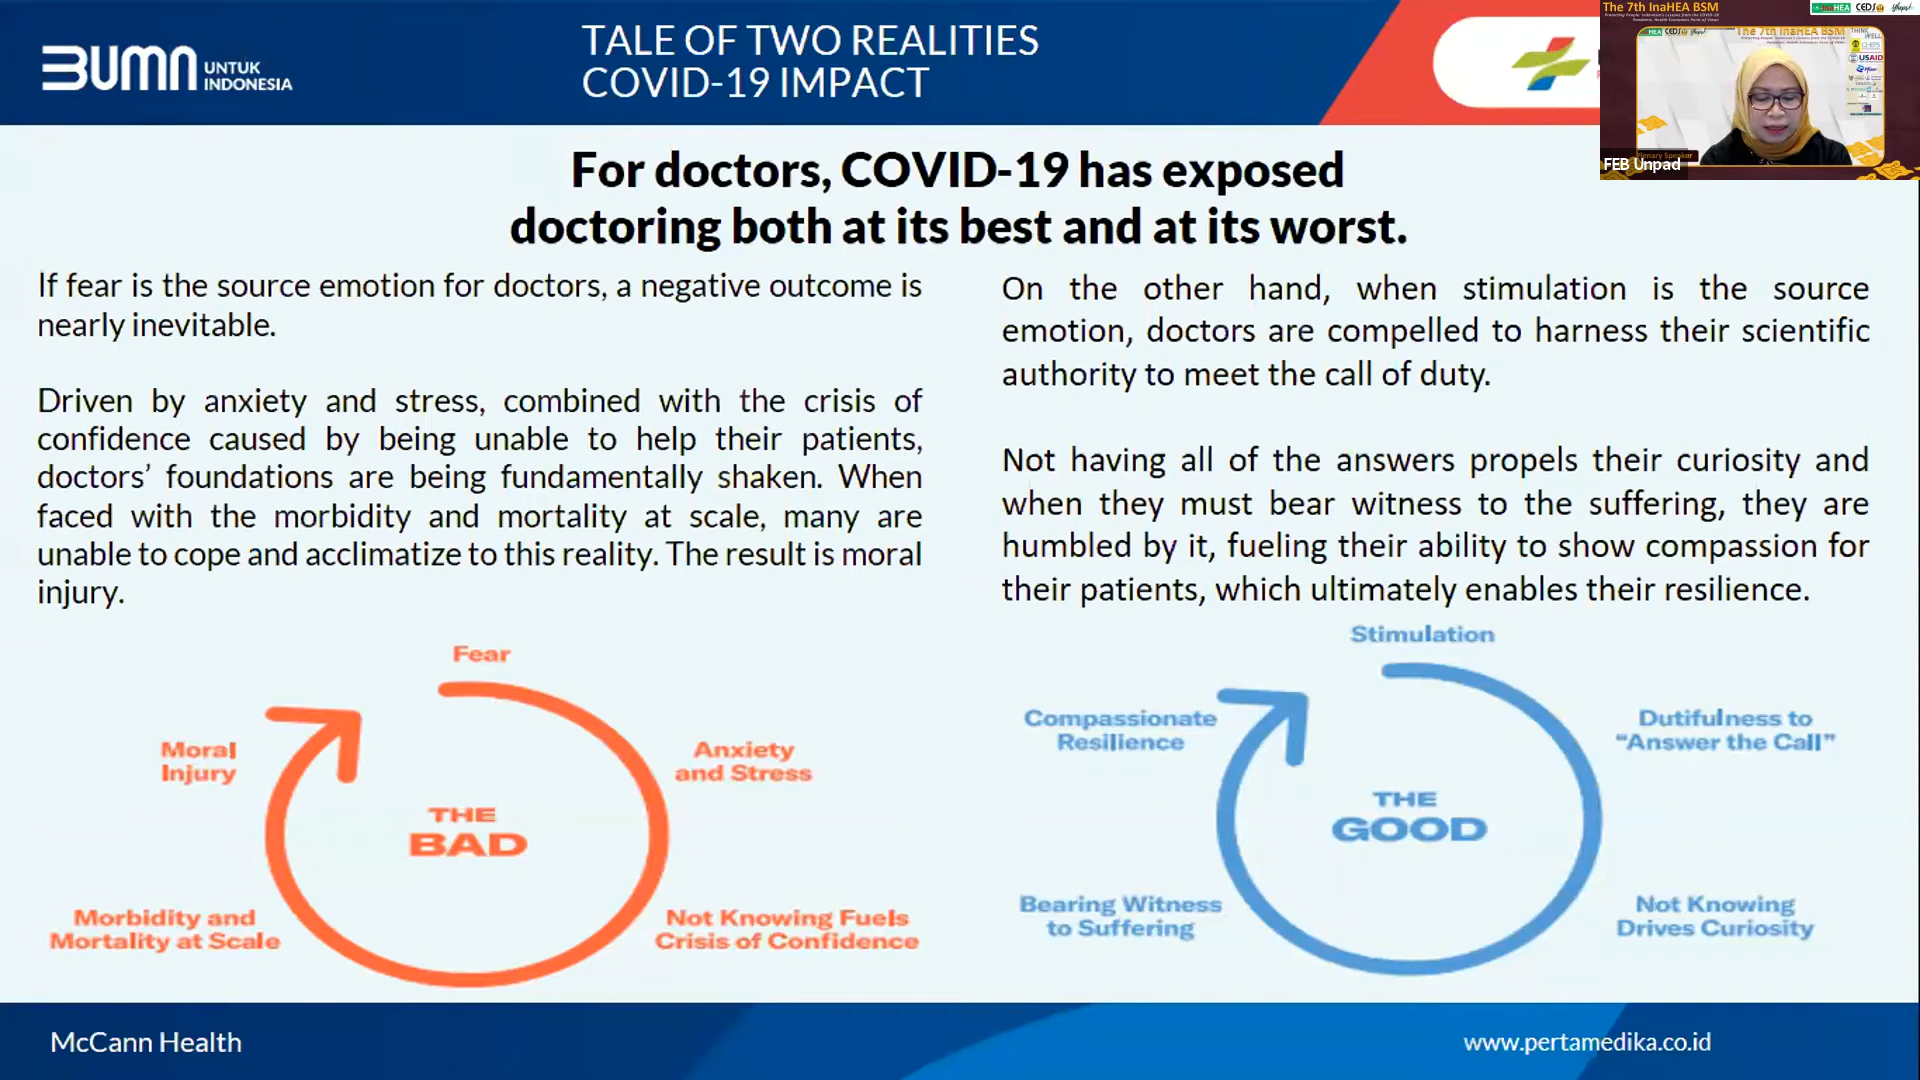 BUMN UNTUK
INDONESIA
TALE OF TWO REALITIES
COVID-19 IMPACT
The 7th InaHEA BSM
The 7th InaHEA BSM
USAID
FEB Unpad
For doctors, COVID-19 has exposed
doctoring both at its best and at its worst.
If fear is the source emotion for doctors, a negative outcome is
nearly inevitable.
Driven by anxiety and stress, combined with the crisis of
confidence caused by being unable to help their patients,
doctors’ foundations are being fundamentally shaken. When
faced with the morbidity and mortality at scale, many are
unable to cope and acclimatize to this reality. The result is moral
injury.
On the other hand, when stimulation is the source
emotion, doctors are compelled to harness their scientific
authority to meet the call of duty.
Not having all of the answers propels their curiosity and
when they must bear witness to the suffering, they are
humbled by it, fueling their ability to show compassion for
their patients, which ultimately enables their resilience.
Fear
Anxiety
and Stress
Not Knowing Fuels
Crisis of Confidence
Morbidity and
Mortality at Scale
Moral
Injury
THE
BAD
Stimulation
Dutifulness to
“Answer the Call”
Not Knowing
Drives Curiosity
Bearing Witness
to Suffering
Compassionate
Resilience
THE
GOOD
McCann Health
www.pertamedika.co.id